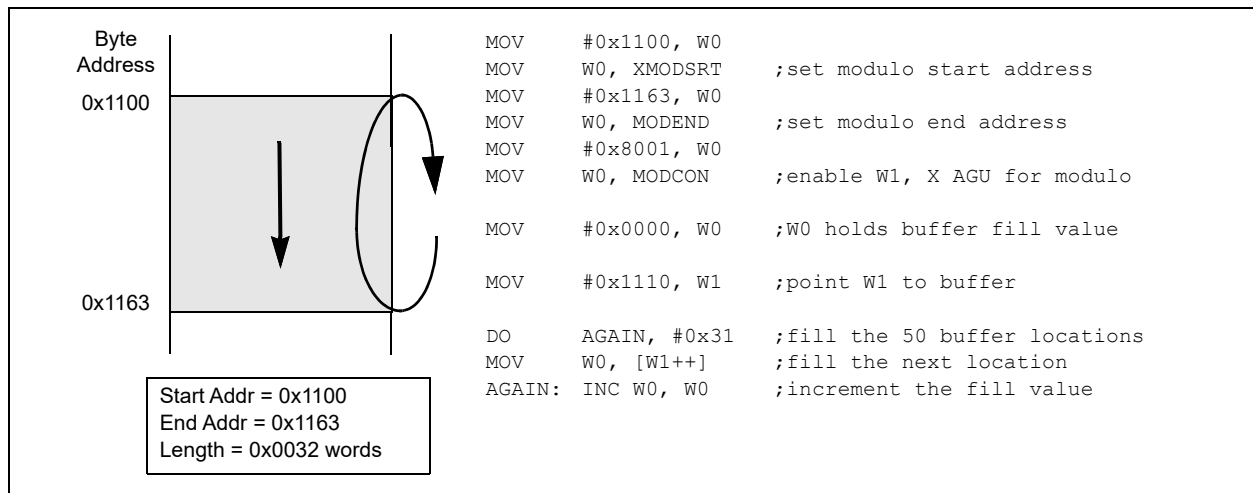 Byte
Address
0x1100
0x1163
Start Addr = 0x1100
End Addr = 0x1163
Length = 0x0032 words
MOV #0x1100, W0
MOV W0, XMODSRT ;set modulo start address
MOV #0x1163, W0
MOV W0, MODEND ;set modulo end address
MOV #0x8001, W0
MOV W0, MODCON ;enable W1, X AGU for modulo
MOV #0x0000, W0 ;W0 holds buffer fill value
MOV #0x1110, W1 ;point W1 to buffer
DO AGAIN, #0x31 ;fill the 50 buffer locations
MOV W0, [W1++] ;fill the next location
AGAIN: INC W0, W0 ;increment the fill value